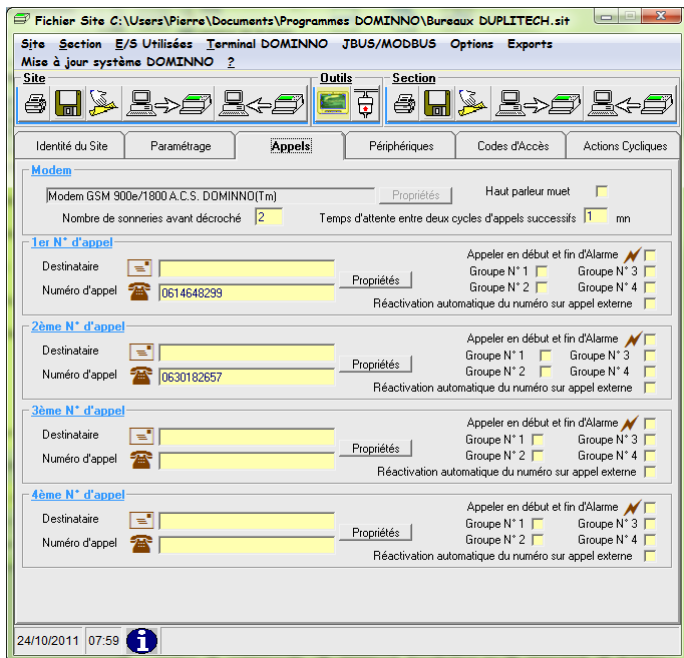 Fichier Site C:\Users\Pierre\Documents\Programmes DOMINNO\Bureaux DUPLITECH.sit
Site Section E/S Utilisées Terminal DOMINNO JBUS/MODBUS Options Exports
Mise à jour système DOMINNO ?
Site Outils Section
Identité du Site Paramétrage Appels Périphériques Codes d'Accès Actions Cycliques
Modem
Modem GSM 900e/1800 A.C.S. DOMINNO(Tm) Propriétés Haut parleur muet
Nombre de sonneries avant décroché 2 Temps d'attente entre deux cycles d'appels successifs 1 mn
1er N° d'appel
Appeler en début et fin d'Alarme
Destinataire Groupe N° 1 Groupe N° 3
Propriétés
Numéro d'appel 0614648299 Groupe N° 2 Groupe N° 4
Réactivation automatique du numéro sur appel externe
2ème N° d'appel
Appeler en début et fin d'Alarme
Destinataire Groupe N° 1 Groupe N° 3
Propriétés
Numéro d'appel 0630182657 Groupe N° 2 Groupe N° 4
Réactivation automatique du numéro sur appel externe
3ème N° d'appel
Appeler en début et fin d'Alarme
Destinataire Groupe N° 1 Groupe N° 3
Propriétés
Numéro d'appel Groupe N° 2 Groupe N° 4
Réactivation automatique du numéro sur appel externe
4ème N° d'appel
Appeler en début et fin d'Alarme
Destinataire Groupe N° 1 Groupe N° 3
Propriétés
Numéro d'appel Groupe N° 2 Groupe N° 4
Réactivation automatique du numéro sur appel externe
24/10/2011 07:59 i